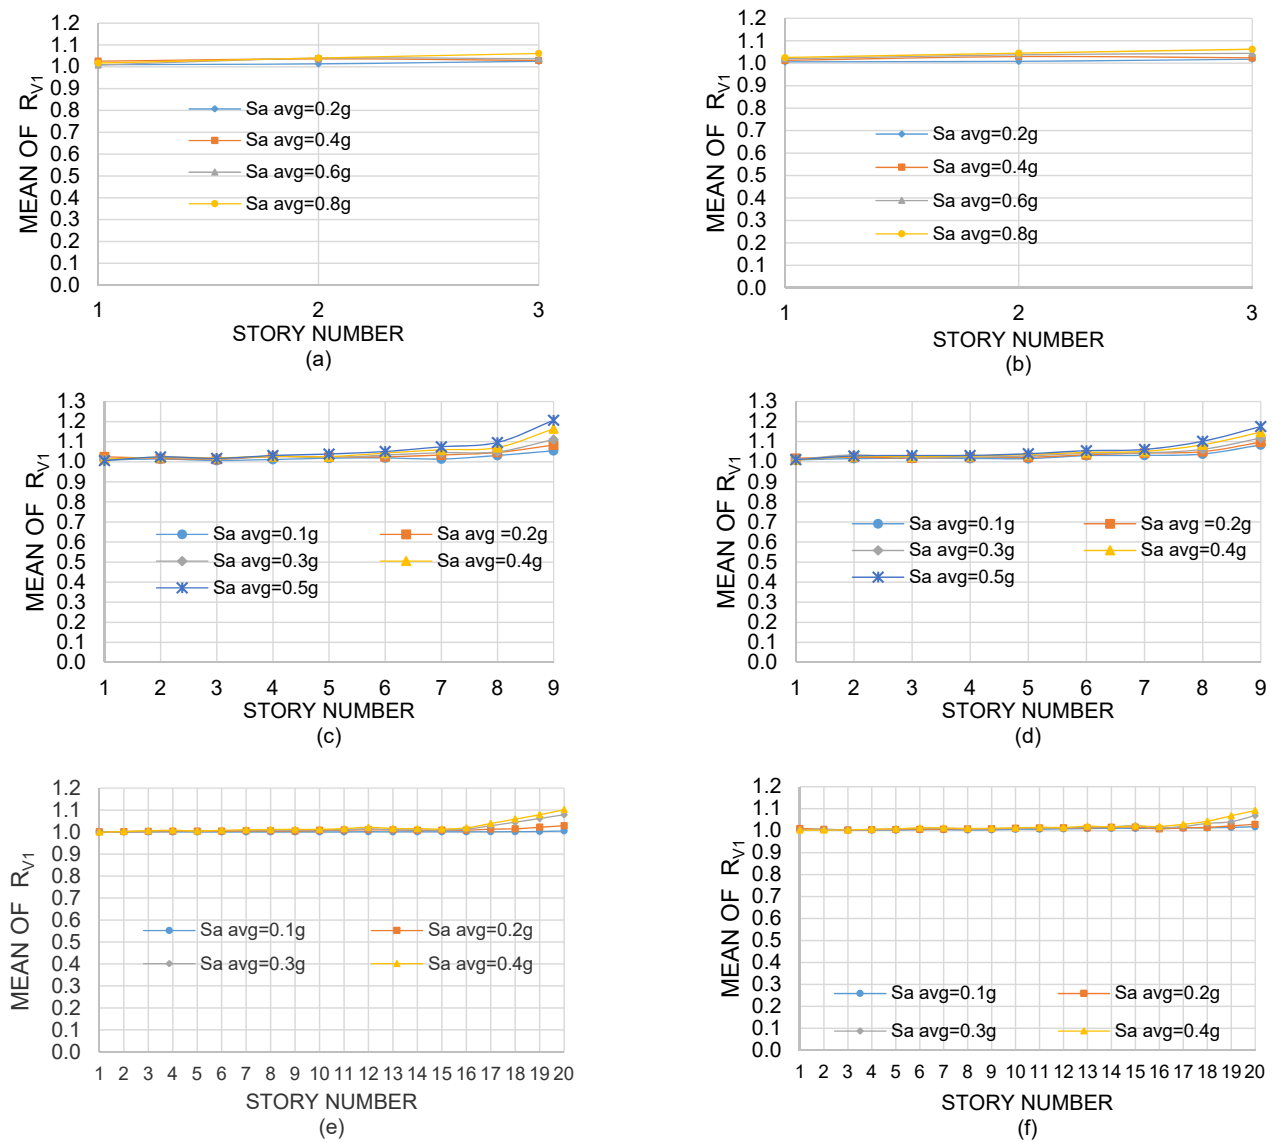 MEAN OF R_V1
1.2
1.1
1.0
0.9
0.8
0.7
0.6
0.5
0.4
0.3
0.2
0.1
0.0
Sa avg=0.2g
Sa avg=0.4g
Sa avg=0.6g
Sa avg=0.8g
1 2 3
STORY NUMBER
(a)
MEAN OF R_V1
1.2
1.1
1.0
0.9
0.8
0.7
0.6
0.5
0.4
0.3
0.2
0.1
0.0
Sa avg=0.2g
Sa avg=0.4g
Sa avg=0.6g
Sa avg=0.8g
1 2 3
STORY NUMBER
(b)
MEAN OF R_V1
1.3
1.2
1.1
1.0
0.9
0.8
0.7
0.6
0.5
0.4
0.3
0.2
0.1
0.0
Sa avg=0.1g Sa avg =0.2g
Sa avg=0.3g Sa avg=0.4g
Sa avg=0.5g
1 2 3 4 5 6 7 8 9
STORY NUMBER
(c)
MEAN OF R_V1
1.3
1.2
1.1
1.0
0.9
0.8
0.7
0.6
0.5
0.4
0.3
0.2
0.1
0.0
Sa avg=0.1g Sa avg =0.2g
Sa avg=0.3g Sa avg=0.4g
Sa avg=0.5g
1 2 3 4 5 6 7 8 9
STORY NUMBER
(d)
MEAN OF R_V1
1.2
1.1
1.0
0.9
0.8
0.7
0.6
0.5
0.4
0.3
0.2
0.1
0.0
Sa avg=0.1g Sa avg=0.2g
Sa avg=0.3g Sa avg=0.4g
1 2 3 4 5 6 7 8 9 10 11 12 13 14 15 16 17 18 19 20
STORY NUMBER
(e)
MEAN OF R_V1
1.2
1.1
1.0
0.9
0.8
0.7
0.6
0.5
0.4
0.3
0.2
0.1
0.0
Sa avg=0.1g Sa avg=0.2g
Sa avg=0.3g Sa avg=0.4g
1 2 3 4 5 6 7 8 9 10 11 12 13 14 15 16 17 18 19 20
STORY NUMBER
(f)